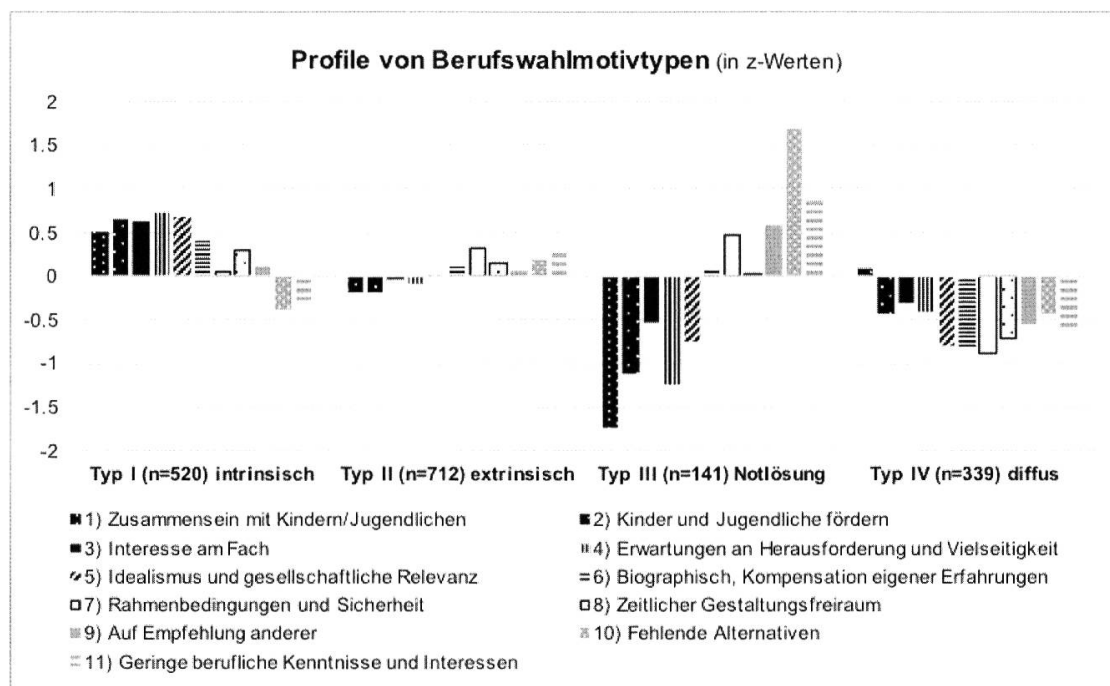 Profile von Berufswahlmotivtypen (in z-Werten)
2
1.5
1
0.5
0
-0.5
-1
-1.5
-2
Typ I (n=520) intrinsisch Typ II (n=712) extrinsisch Typ III (n=141) Notlösung Typ IV (n=339) diffus
1) Zusammensein mit Kindern/Jugendlichen 2) Kinder und Jugendliche fördern
3) Interesse am Fach 4) Erwartungen an Herausforderung und Vielseitigkeit
5) Idealismus und gesellschaftliche Relevanz 6) Biographisch, Kompensation eigener Erfahrungen
7) Rahmenbedingungen und Sicherheit 8) Zeitlicher Gestaltungsfreiraum
9) Auf Empfehlung anderer 10) Fehlende Alternativen
11) Geringe berufliche Kenntnisse und Interessen